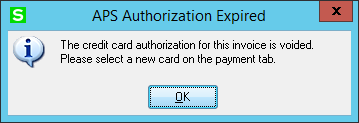 S
APS Authorization Expired
x
The credit card authorization for this invoice is voided.
Please select a new card on the payment tab.
OK